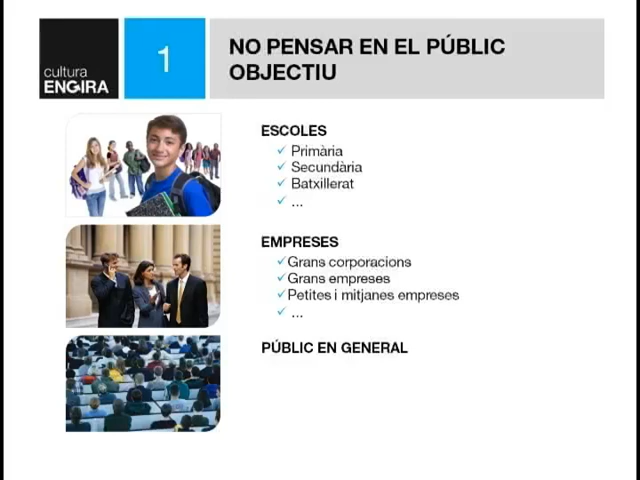 cultura
ENGIRA
1
NO PENSAR EN EL PÚBLIC
OBJECTIU
ESCOLES
✓ Primària
✓ Secundària
✓ Batxillerat
✓ ...
EMPRESES
✓Grans corporacions
✓Grans empreses
✓Petites i mitjanes empreses
✓ ...
PÚBLIC EN GENERAL